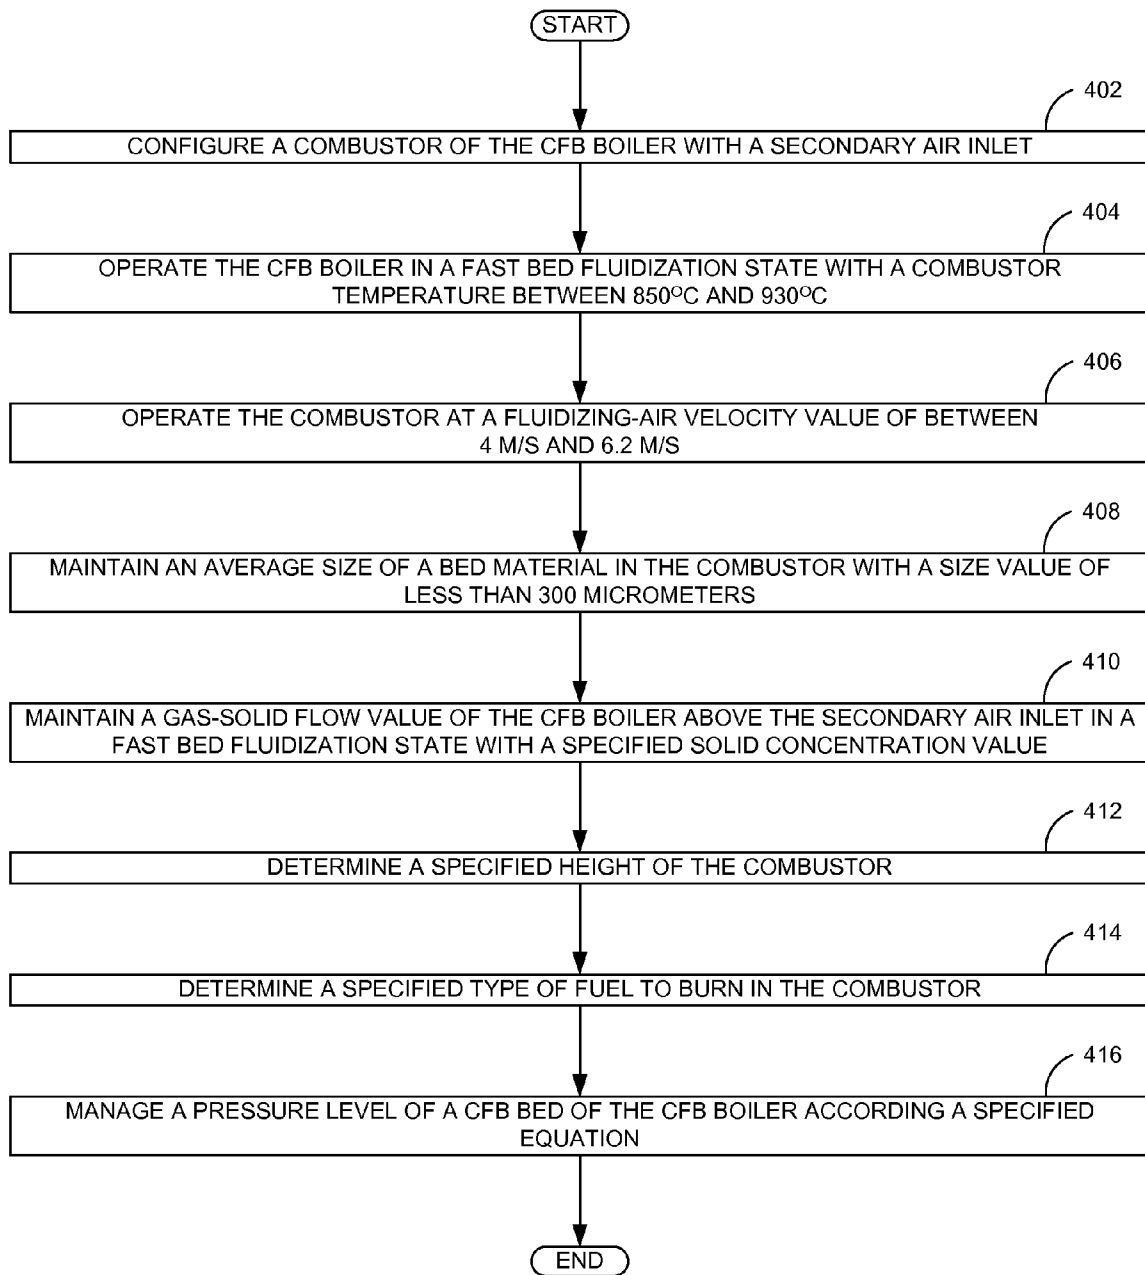 START
402
CONFIGURE A COMBUSTOR OF THE CFB BOILER WITH A SECONDARY AIR INLET
404
OPERATE THE CFB BOILER IN A FAST BED FLUIDIZATION STATE WITH A COMBUSTOR
TEMPERATURE BETWEEN 850°C AND 930°C
406
OPERATE THE COMBUSTOR AT A FLUIDIZING-AIR VELOCITY VALUE OF BETWEEN
4 M/S AND 6.2 M/S
408
MAINTAIN AN AVERAGE SIZE OF A BED MATERIAL IN THE COMBUSTOR WITH A SIZE VALUE OF
LESS THAN 300 MICROMETERS
410
MAINTAIN A GAS-SOLID FLOW VALUE OF THE CFB BOILER ABOVE THE SECONDARY AIR INLET IN A
FAST BED FLUIDIZATION STATE WITH A SPECIFIED SOLID CONCENTRATION VALUE
412
DETERMINE A SPECIFIED HEIGHT OF THE COMBUSTOR
414
DETERMINE A SPECIFIED TYPE OF FUEL TO BURN IN THE COMBUSTOR
416
MANAGE A PRESSURE LEVEL OF A CFB BED OF THE CFB BOILER ACCORDING A SPECIFIED
EQUATION
END